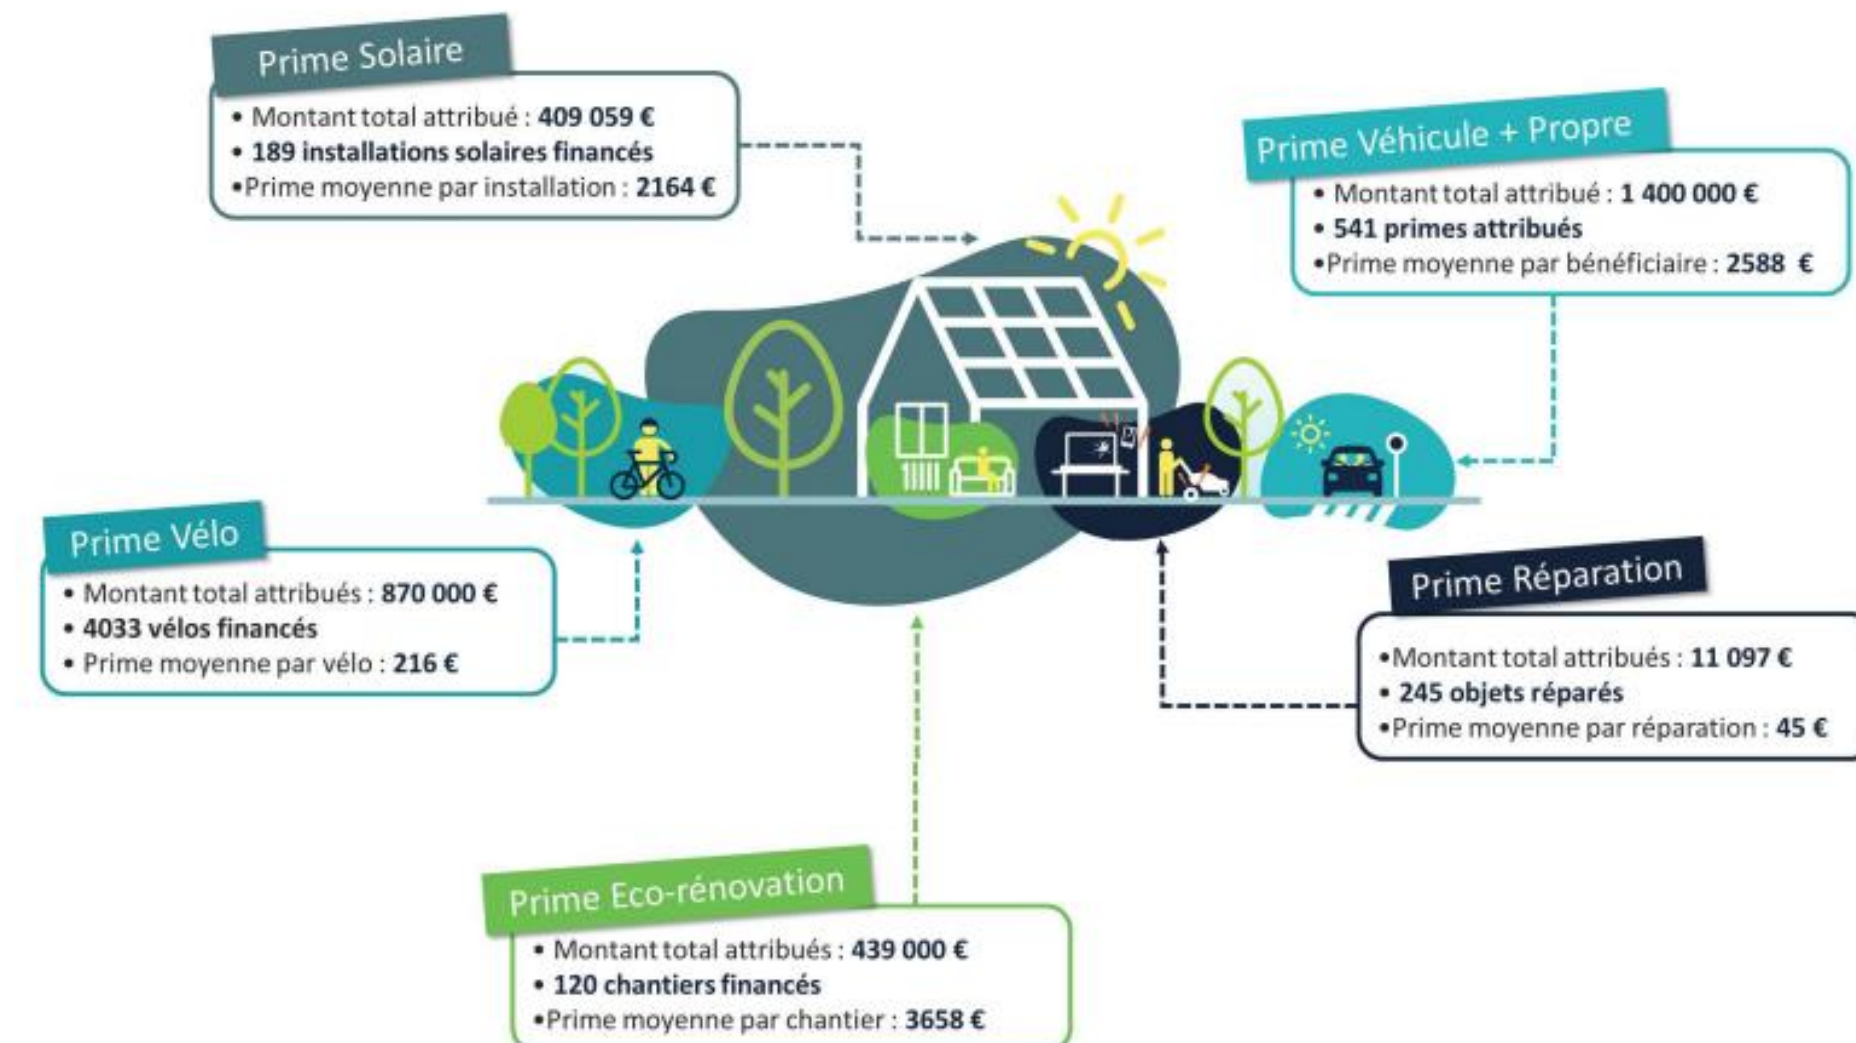 Prime Solaire
• Montant total attribué : 409 059 €
• 189 installations solaires financés
•Prime moyenne par installation : 2164 €
Prime Véhicule + Propre
• Montant total attribué : 1 400 000 €
• 541 primes attribués
•Prime moyenne par bénéficiaire : 2588 €
Prime Vélo
• Montant total attribués : 870 000 €
• 4033 vélos financés
• Prime moyenne par vélo : 216 €
Prime Réparation
•Montant total attribués : 11 097 €
• 245 objets réparés
•Prime moyenne par réparation : 45 €
Prime Eco-rénovation
• Montant total attribués : 439 000 €
• 120 chantiers financés
•Prime moyenne par chantier : 3658 €